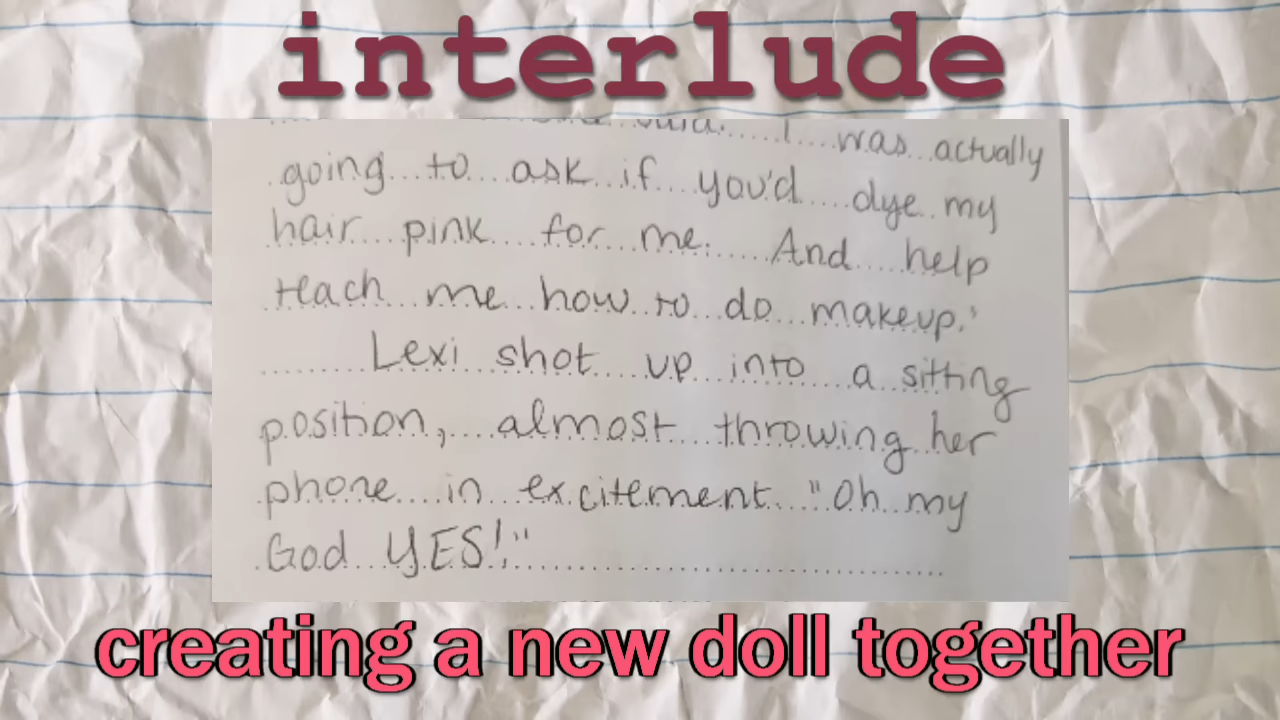 interlude
I was actually
going to ask if you'd dye my
hair pink for me. And help
teach me how to do makeup."
Lexi shot up into a sitting
position, almost throwing her
phone in excitement "Oh my
God YES!"
creating a new doll together